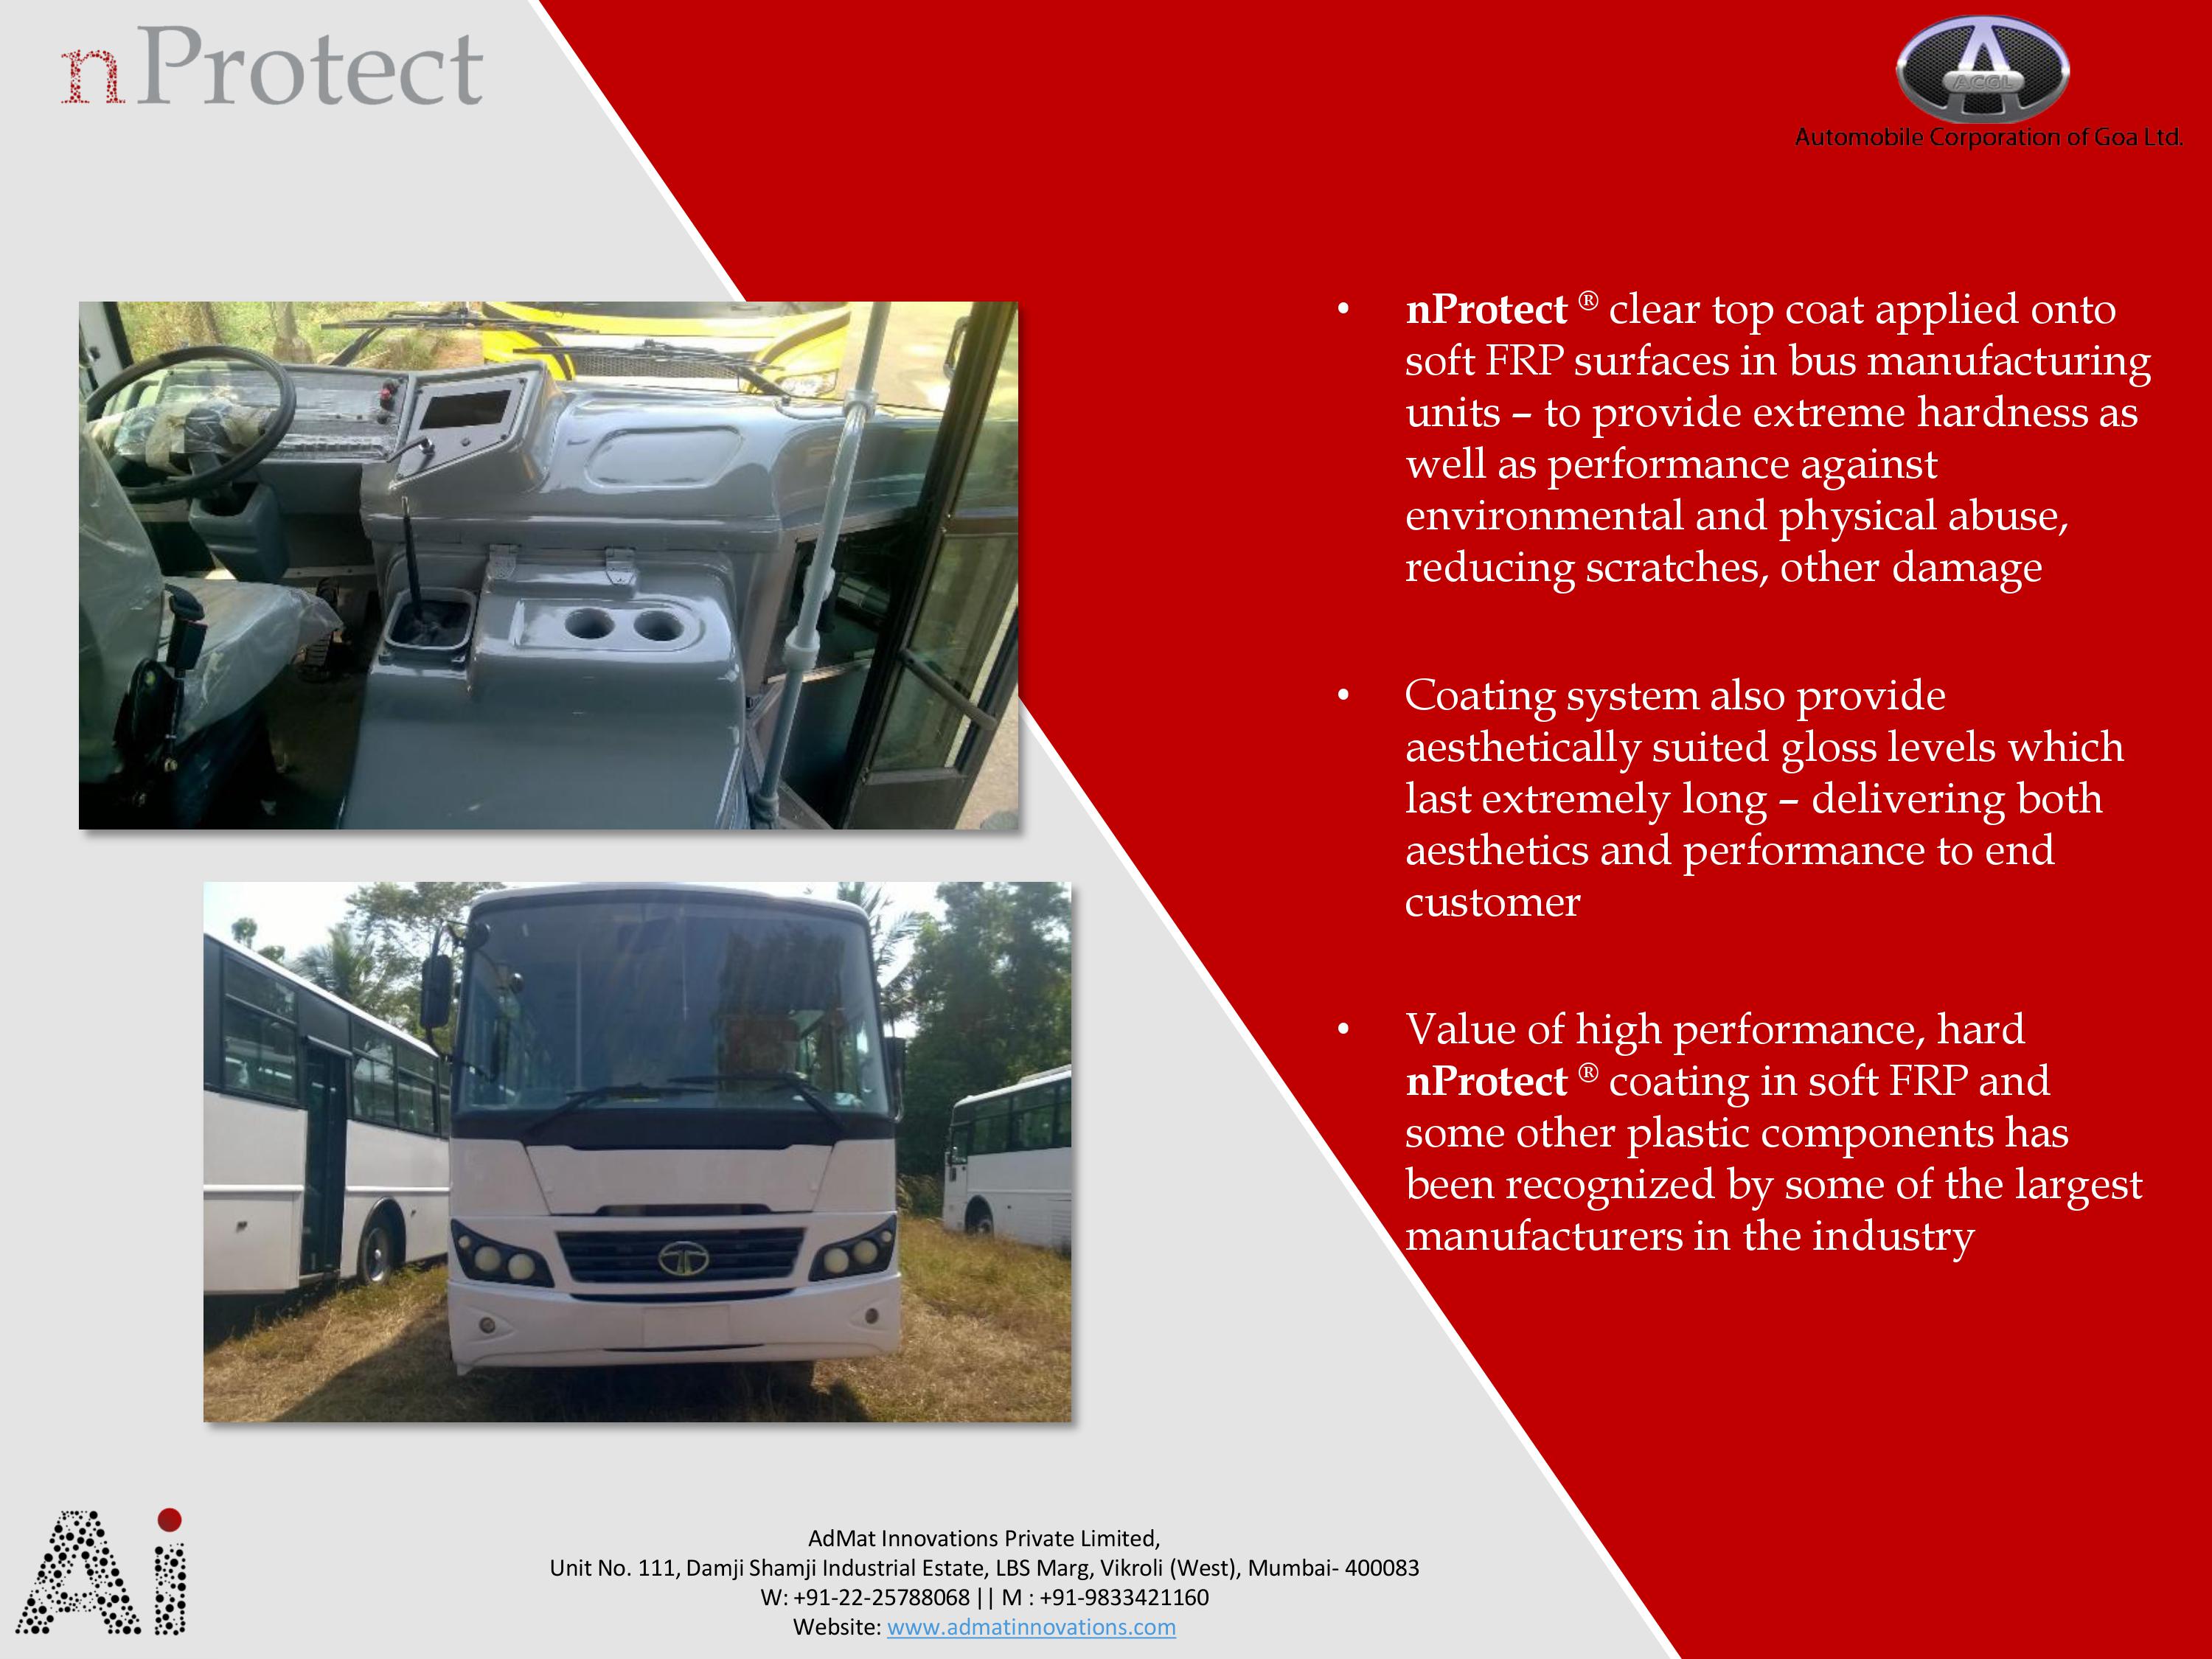 nProtect
ACGL
Automobile Corporation of Goa Ltd.
• nProtect ® clear top coat applied onto
soft FRP surfaces in bus manufacturing
units – to provide extreme hardness as
well as performance against
environmental and physical abuse,
reducing scratches, other damage
• Coating system also provide
aesthetically suited gloss levels which
last extremely long – delivering both
aesthetics and performance to end
customer
• Value of high performance, hard
nProtect ® coating in soft FRP and
some other plastic components has
been recognized by some of the largest
manufacturers in the industry
Ai
AdMat Innovations Private Limited,
Unit No. 111, Damji Shamji Industrial Estate, LBS Marg, Vikroli (West), Mumbai- 400083
W: +91-22-25788068 || M : +91-9833421160
Website: www.admatinnovations.com